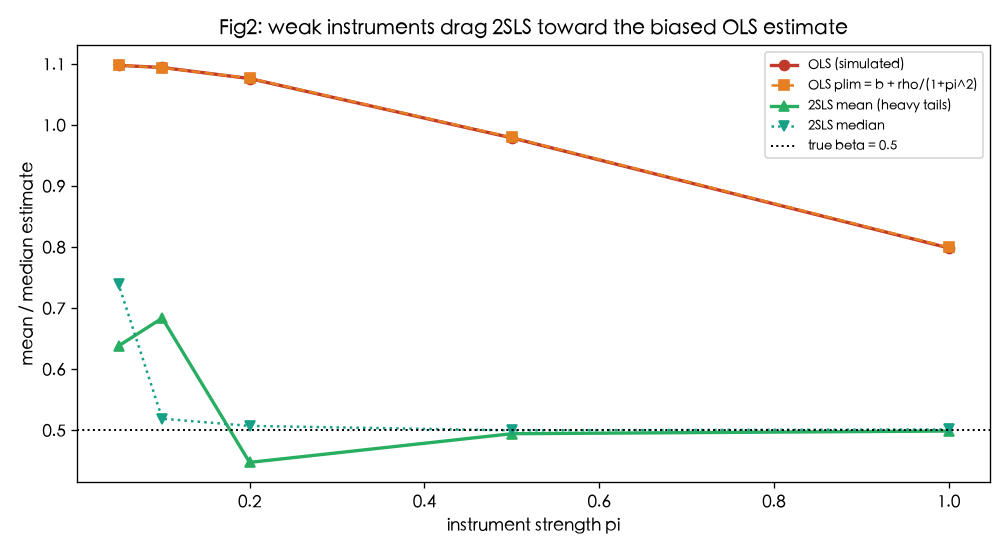 Fig2: weak instruments drag 2SLS toward the biased OLS estimate
OLS (simulated)
OLS plim = b + rho/(1+pi^2)
2SLS mean (heavy tails)
2SLS median
true beta = 0.5
mean / median estimate
1.1
1.0
0.9
0.8
0.7
0.6
0.5
0.2
0.4
0.6
0.8
1.0
instrument strength pi